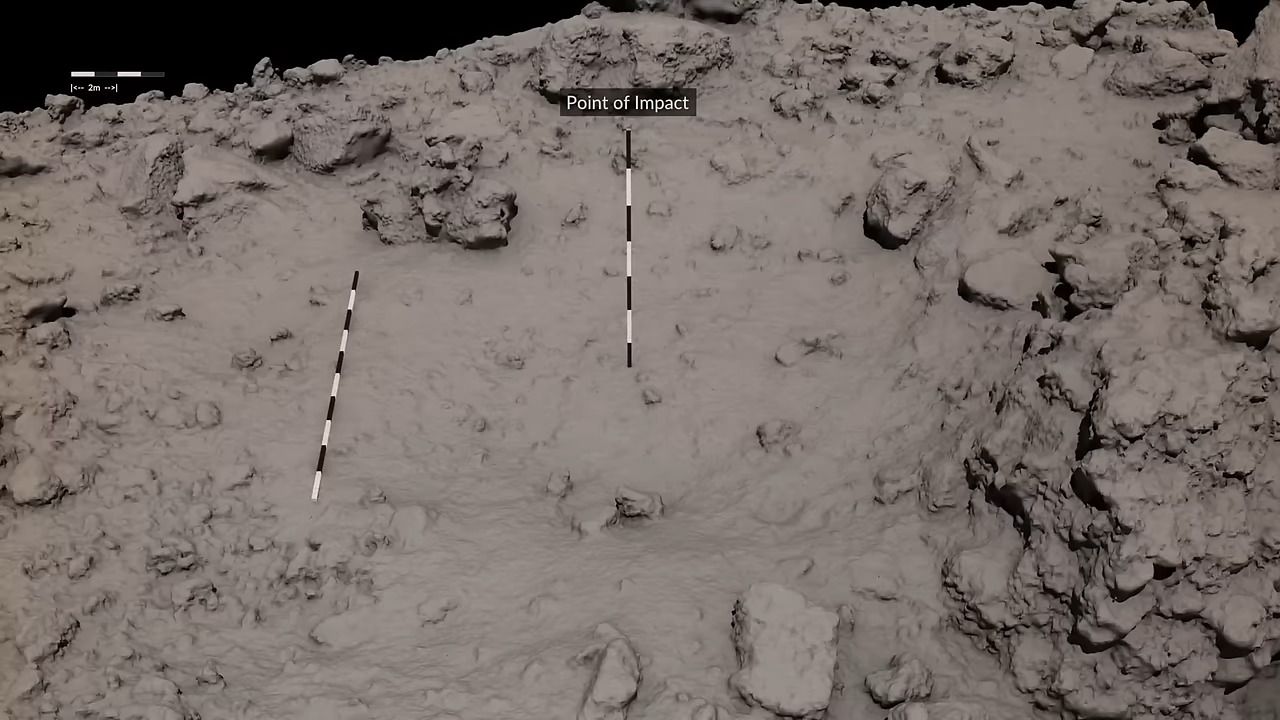 |<-- 2m -->|
Point of Impact